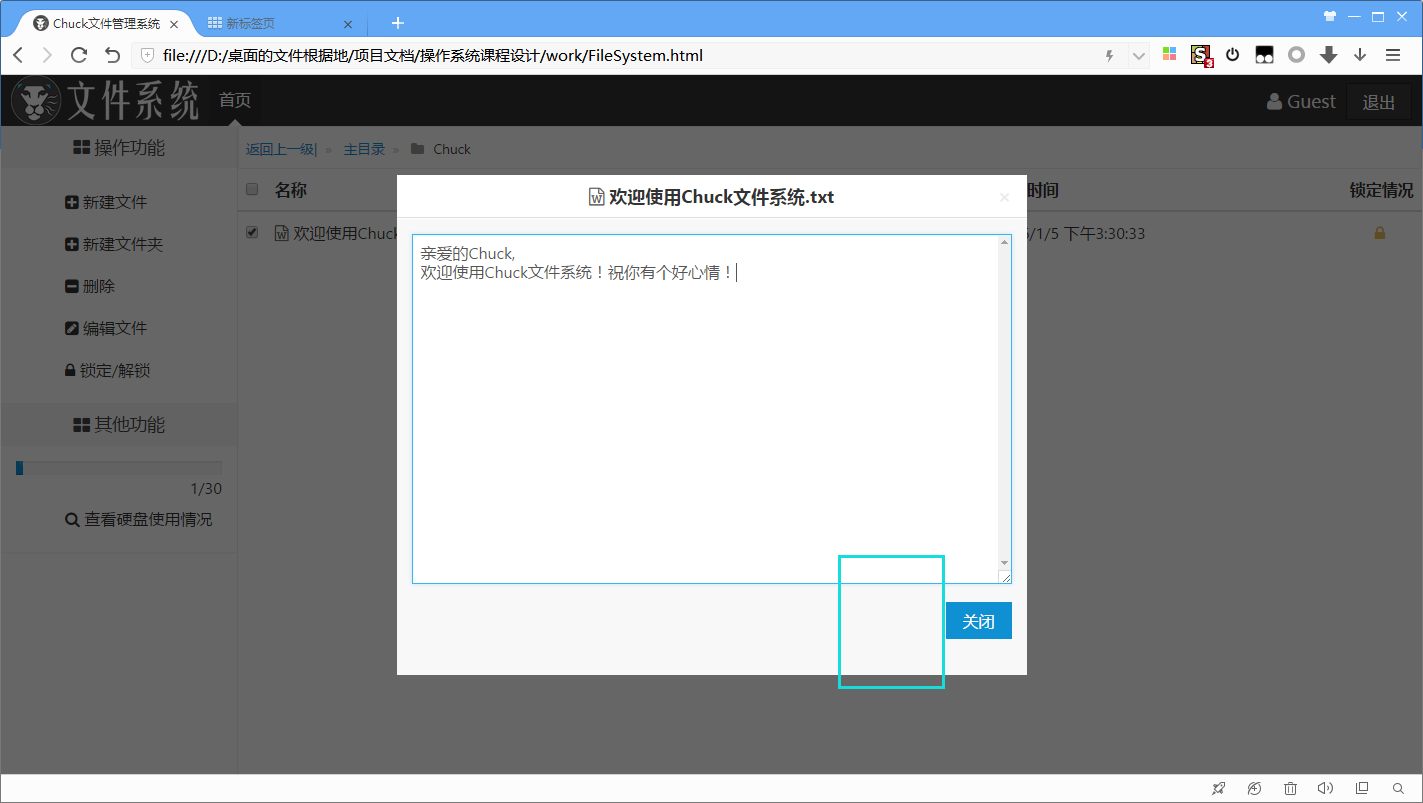 Chuck文件管理系统
新标签页
file:///D:/桌面的文件根据地/项目文档/操作系统课程设计/work/FileSystem.html
3
文件系统
首页
Guest
退出
操作功能
返回上一级|
»
主目录
»
Chuck
新建文件
新建文件夹
删除
编辑文件
锁定/解锁
其他功能
1/30
查看硬盘使用情况
名称
时间
锁定情况
欢迎使用Chuck
/1/5 下午3:30:33
欢迎使用Chuck文件系统.txt
亲爱的Chuck,
欢迎使用Chuck文件系统！祝你有个好心情！
关闭